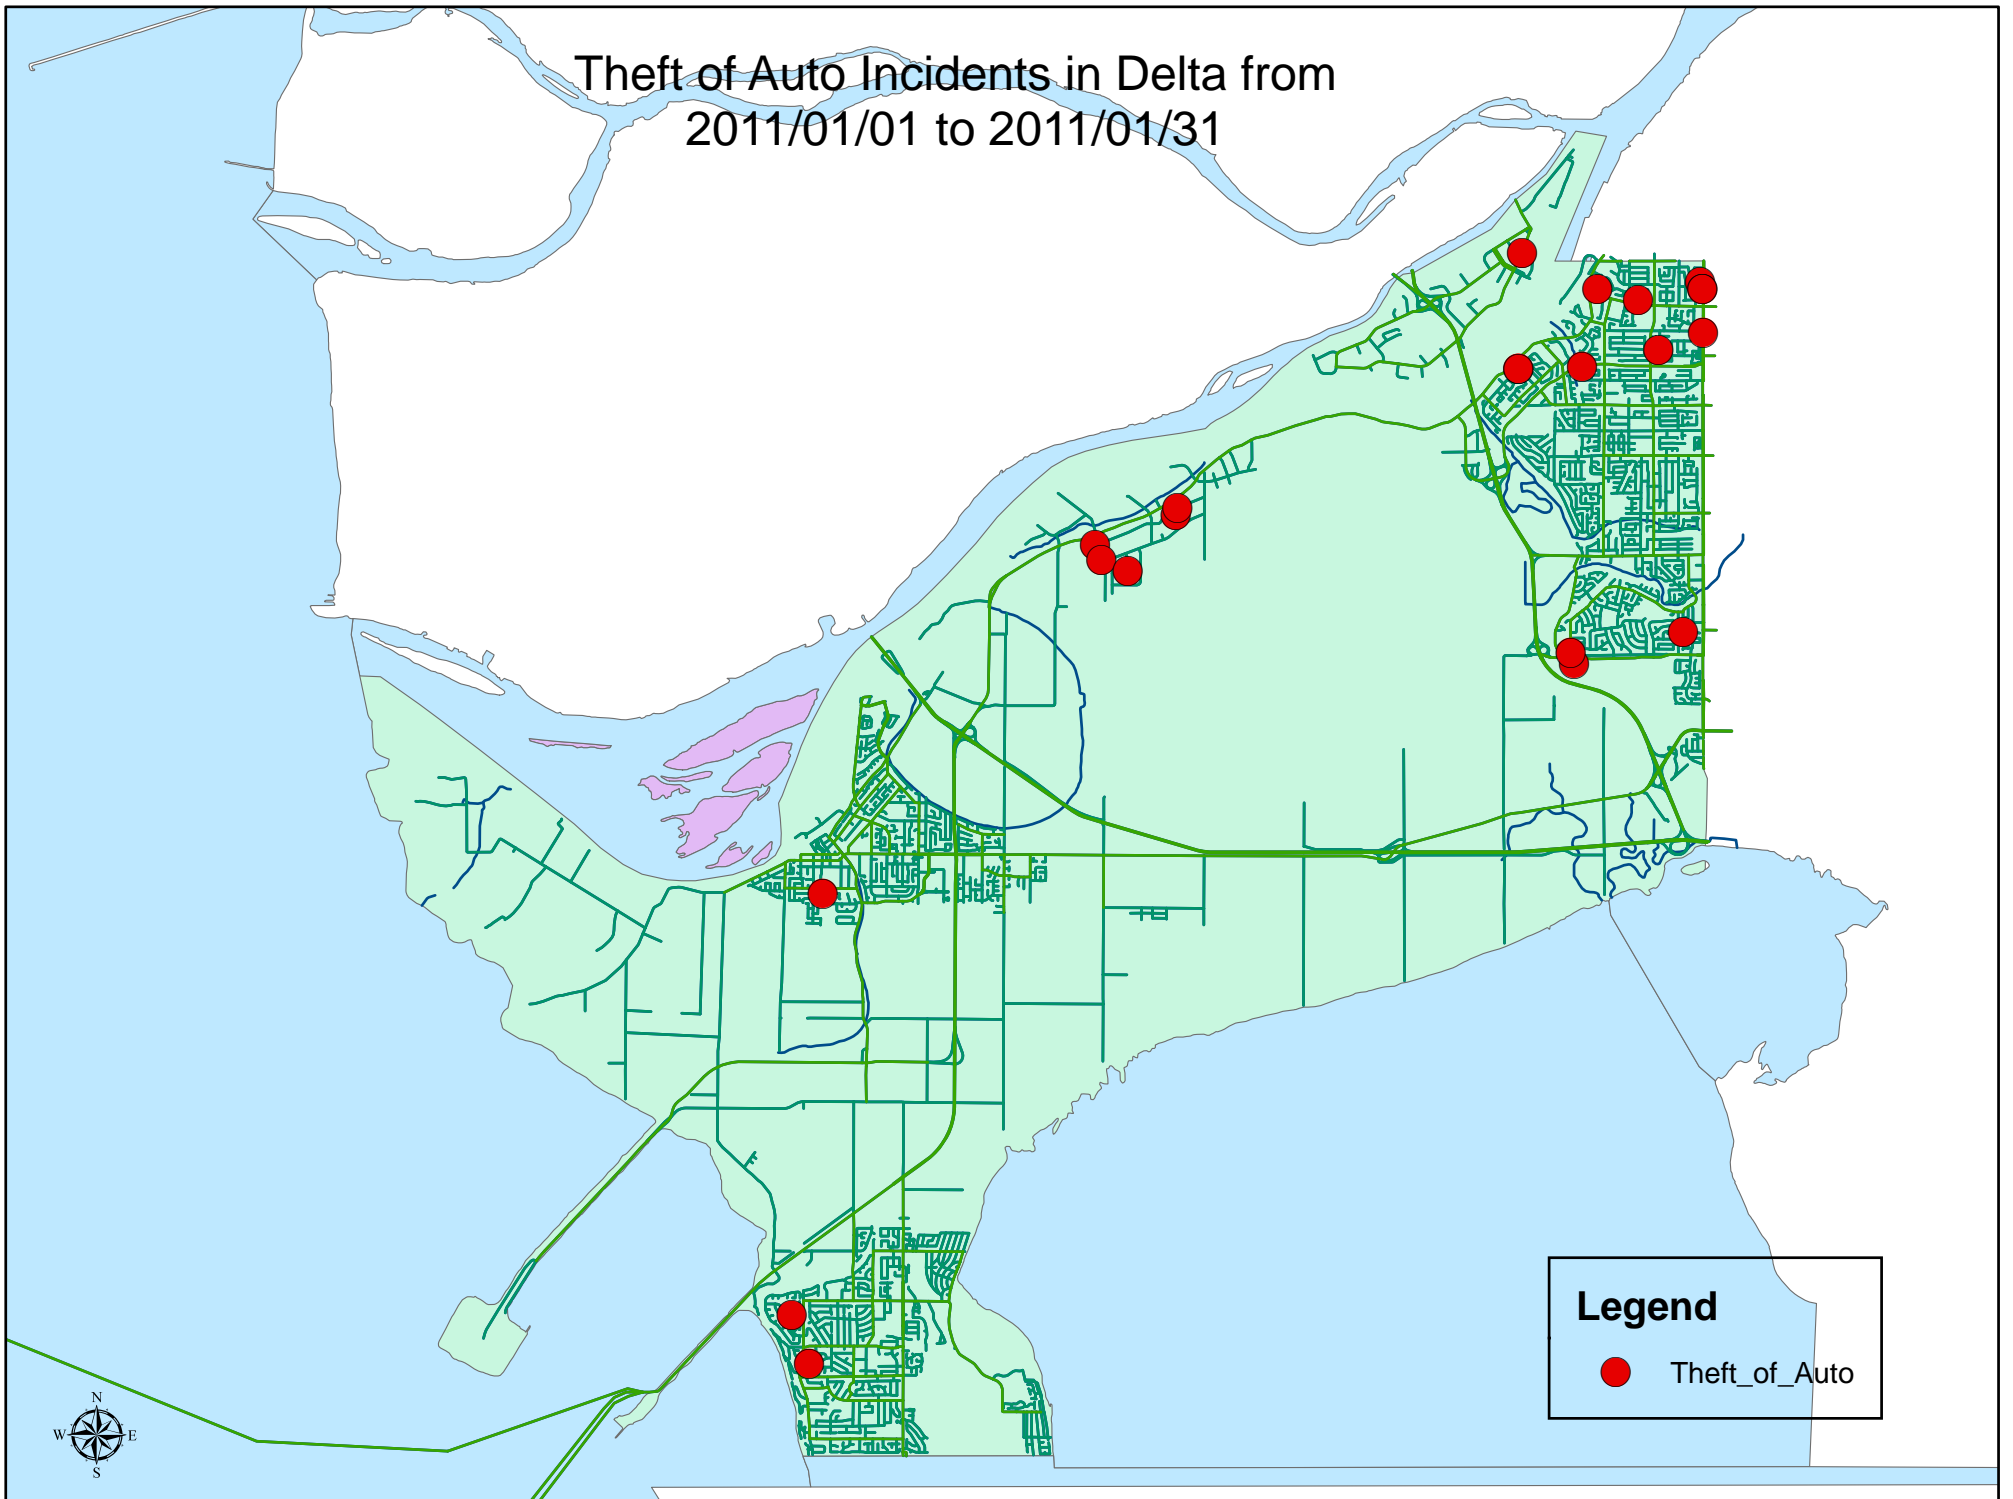 Theft of Auto Incidents in Delta from
2011/01/01 to 2011/01/31
Legend
Theft_of_Auto
N
W E
S